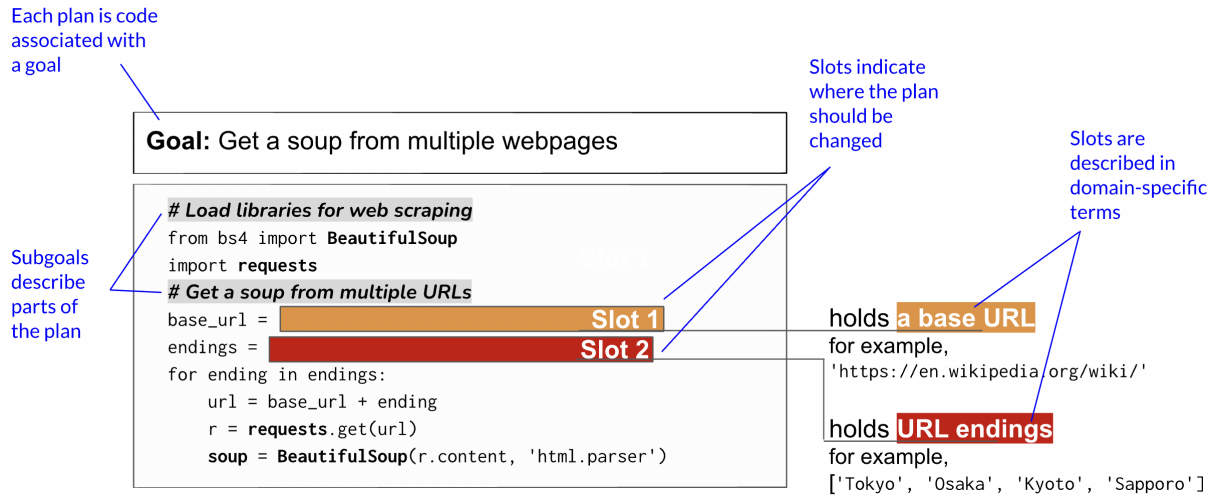 Each plan is code
associated with
a goal
Slots indicate
where the plan
should be
changed
Goal: Get a soup from multiple webpages
Slots are
described in
domain-specific
terms
# Load libraries for web scraping
from bs4 import BeautifulSoup
import requests
# Get a soup from multiple URLs
Subgoals
describe
parts of
the plan
base_url = Slot 1
endings = Slot 2
for ending in endings:
url = base_url + ending
r = requests.get(url)
soup = BeautifulSoup(r.content, 'html.parser')
holds a base URL
for example,
'https://en.wikipedia.org/wiki/'
holds URL endings
for example,
['Tokyo', 'Osaka', 'Kyoto', 'Sapporo']